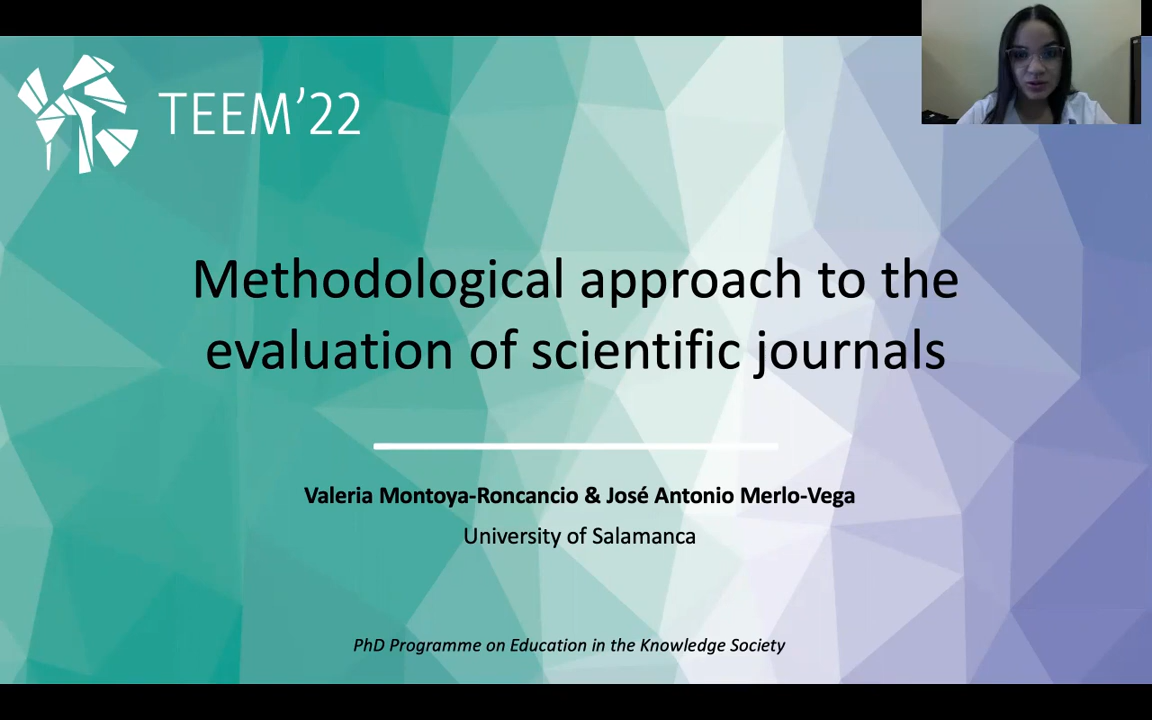 TEEM’22
Methodological approach to the
evaluation of scientific journals
Valeria Montoya-Roncancio & José Antonio Merlo-Vega
University of Salamanca
PhD Programme on Education in the Knowledge Society